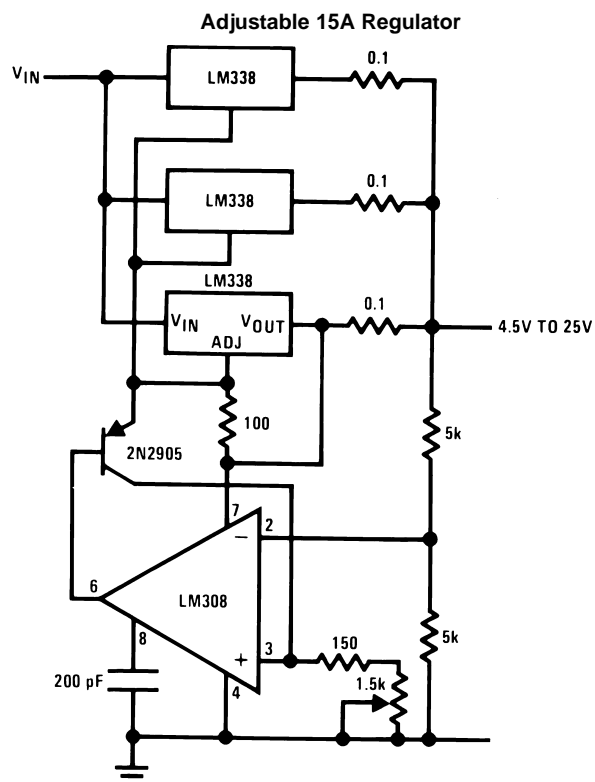 Adjustable 15A Regulator
VIN
LM338
0.1
LM338
0.1
LM338
VIN
VOUT
ADJ
0.1
4.5V TO 25V
100
5k
2N2905
7
2
−
6
LM308
8
+
3
150
5k
200 pF
4
1.5k